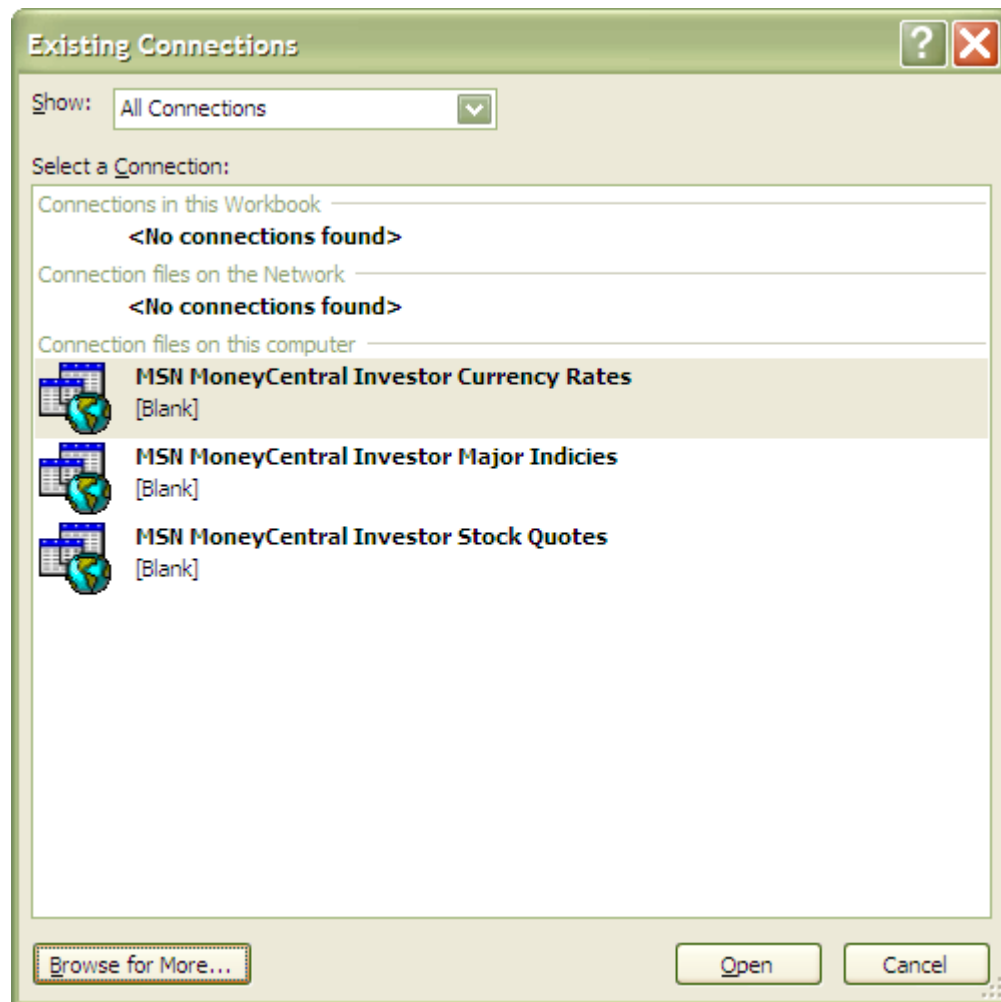 Existing Connections
Show: All Connections
Select a Connection:
Connections in this Workbook
<No connections found>
Connection files on the Network
<No connections found>
Connection files on this computer
MSN MoneyCentral Investor Currency Rates
[Blank]
MSN MoneyCentral Investor Major Indicies
[Blank]
MSN MoneyCentral Investor Stock Quotes
[Blank]
Browse for More... Open Cancel